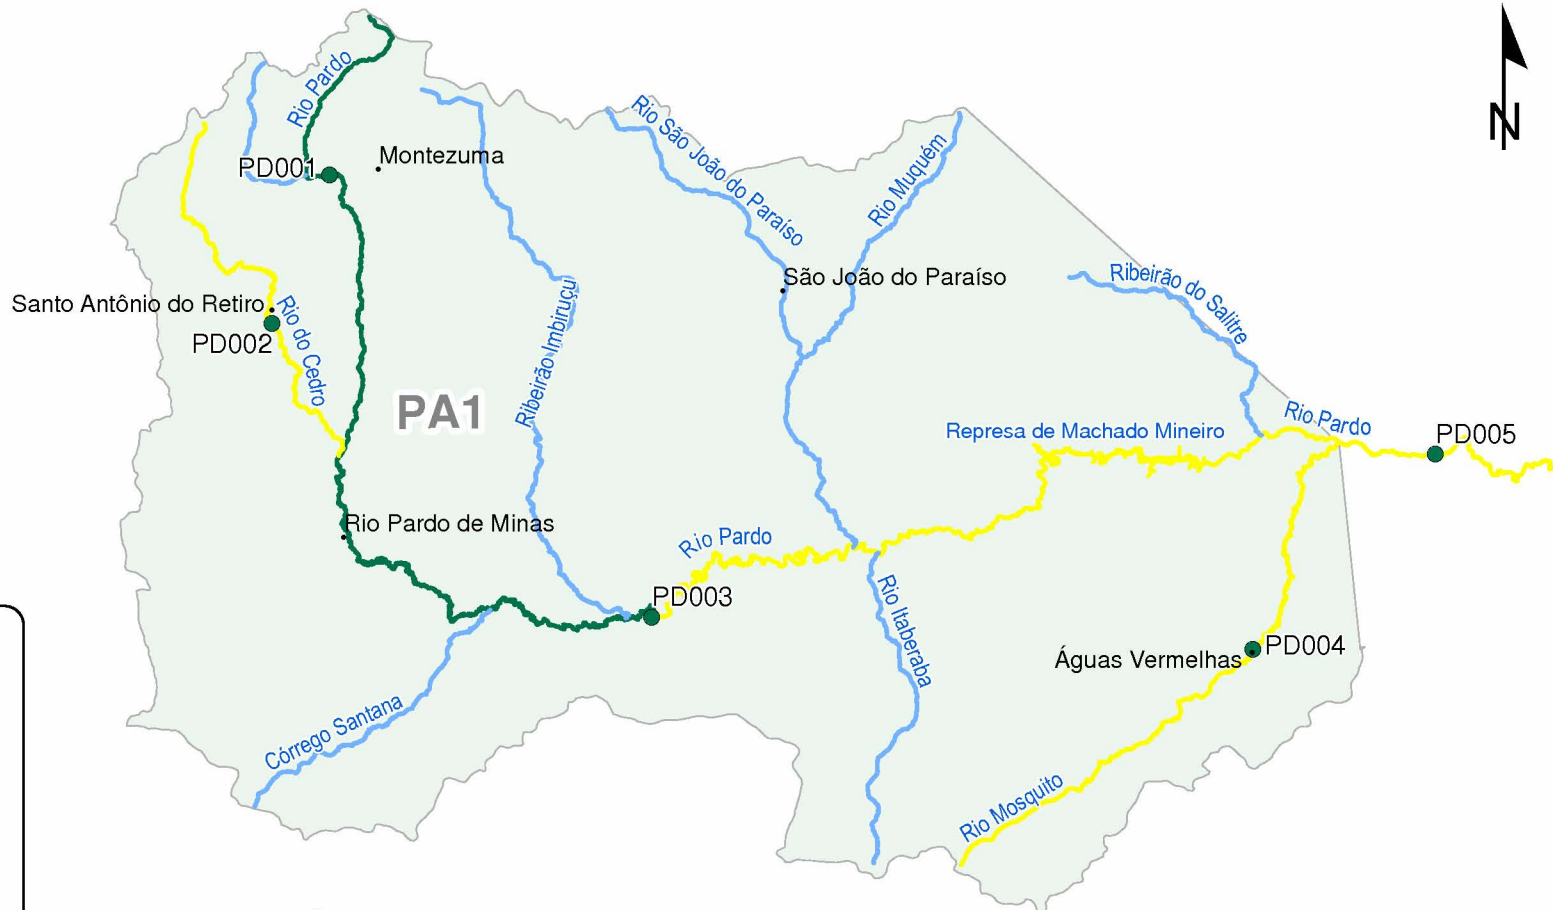 Rio Pardo
N
Rio São João do Paraíso
Rio Muquém
PD001
Montezuma
São João do Paraíso
Ribeirão do Salitre
Santo Antônio do Retiro
Rio do Cedro
PD002
Ribeirão Imbiruçu
PA1
Represa de Machado Mineiro
Rio Pardo
PD005
Rio Pardo de Minas
Rio Pardo
PD003
Rio Itaberaba
Águas Vermelhas
PD004
Córrego Santana
Rio Mosquito